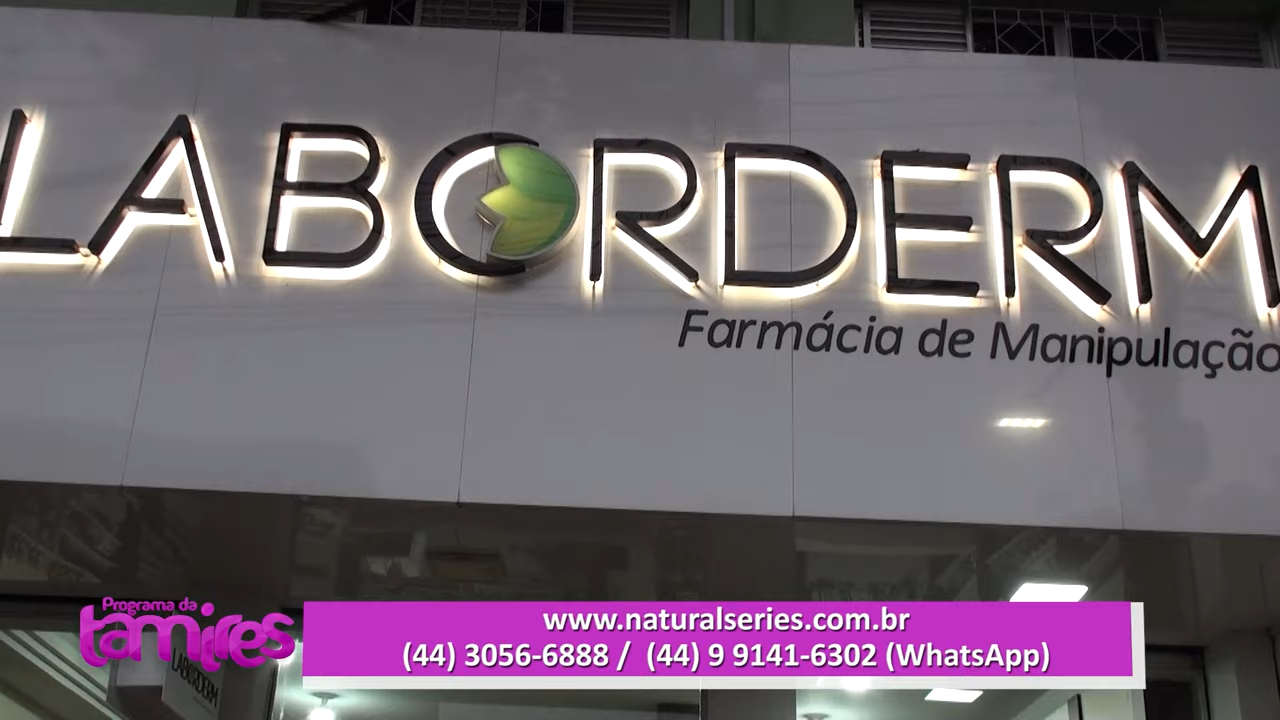 LABORDERM
Farmácia de Manipulação
Programa da
tamires
www.naturalseries.com.br
(44) 3056-6888 / (44) 9 9141-6302 (WhatsApp)
LABORDERM